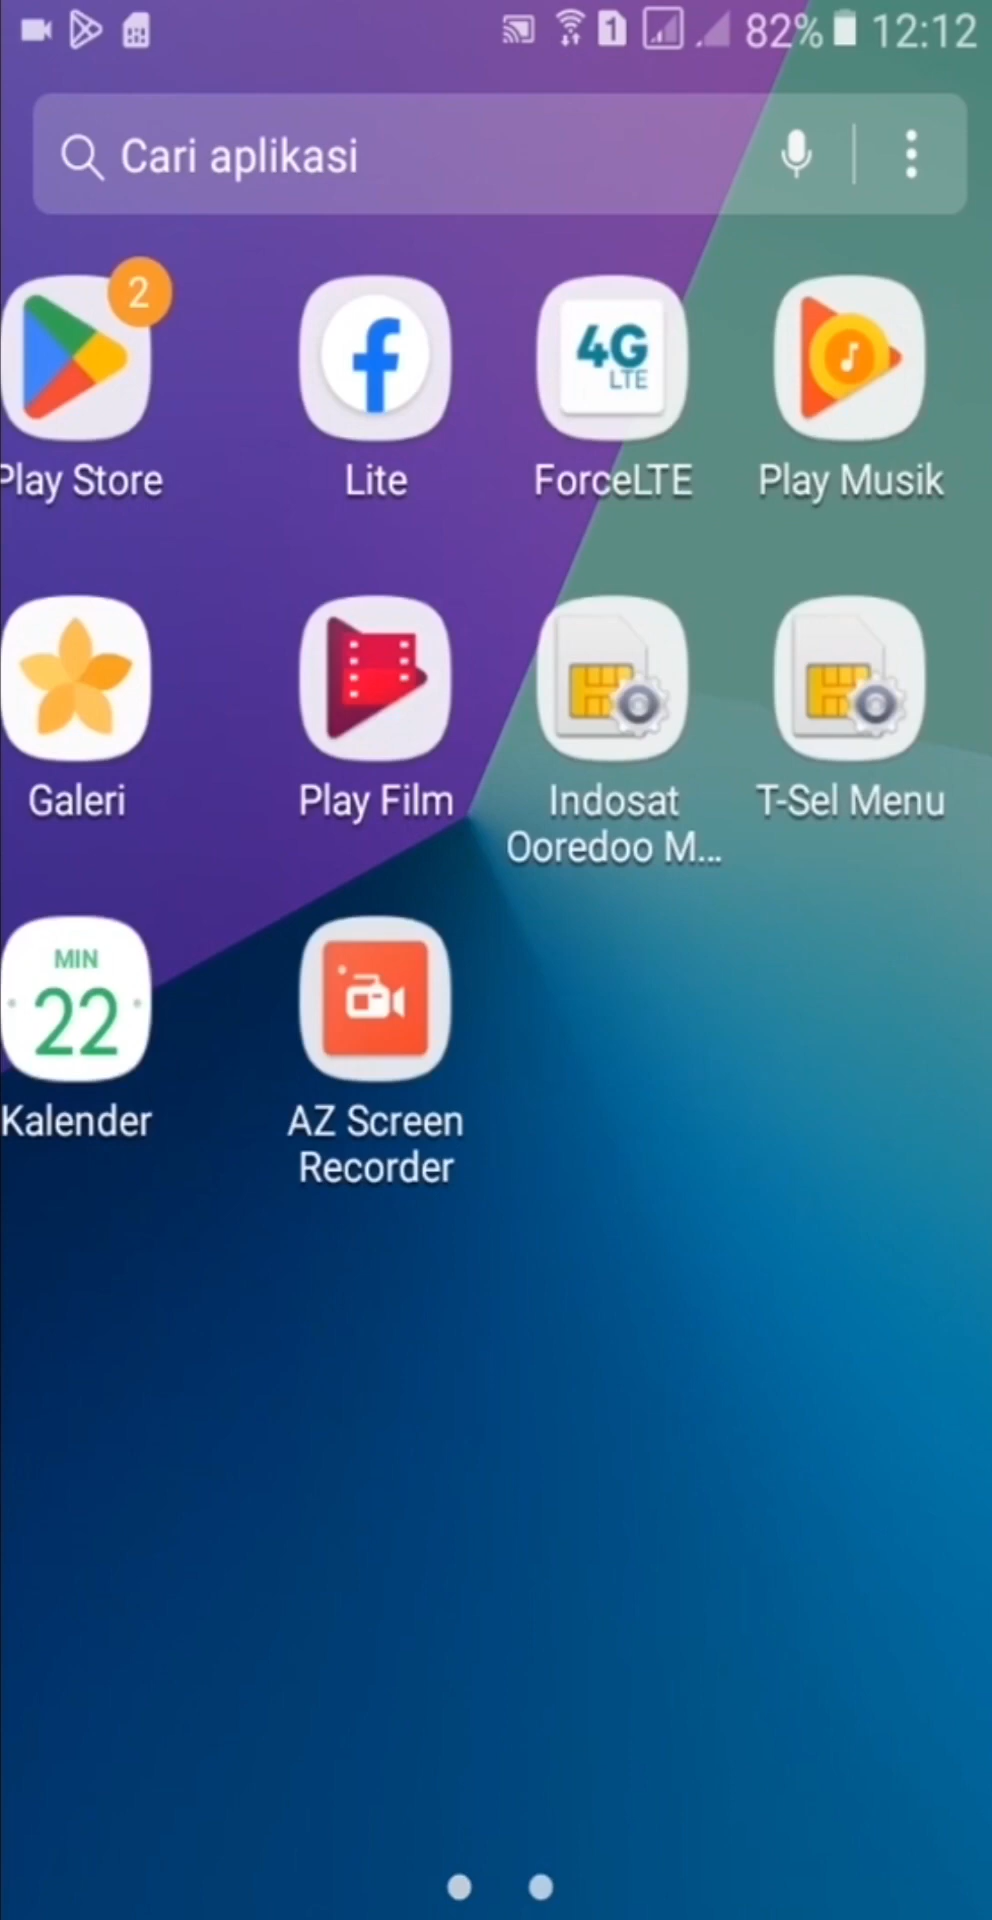 1 82% 12:12
Cari aplikasi
2
4G
LTE
Play Store
Lite
ForceLTE
Play Musik
Galeri
Play Film
Indosat
Ooredoo M...
T-Sel Menu
MIN
22
Kalender
AZ Screen
Recorder